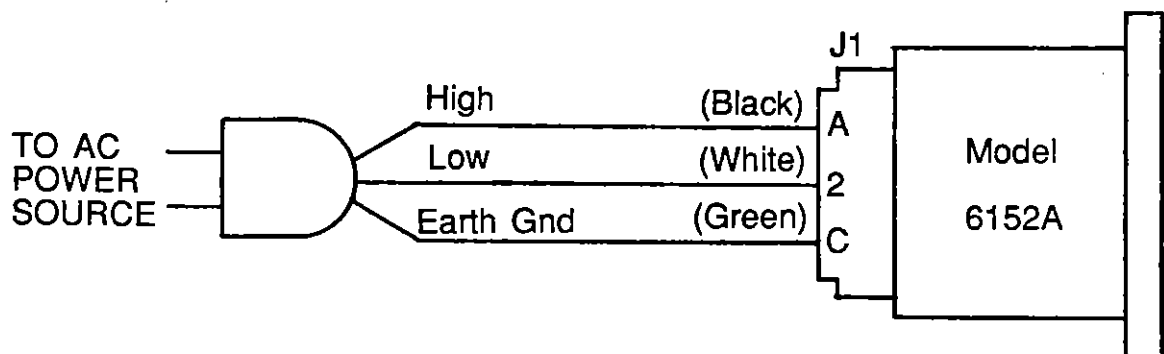 TO AC
POWER
SOURCE
High
(Black)
Low
(White)
Earth Gnd
(Green)
J1
A
2
C
Model
6152A